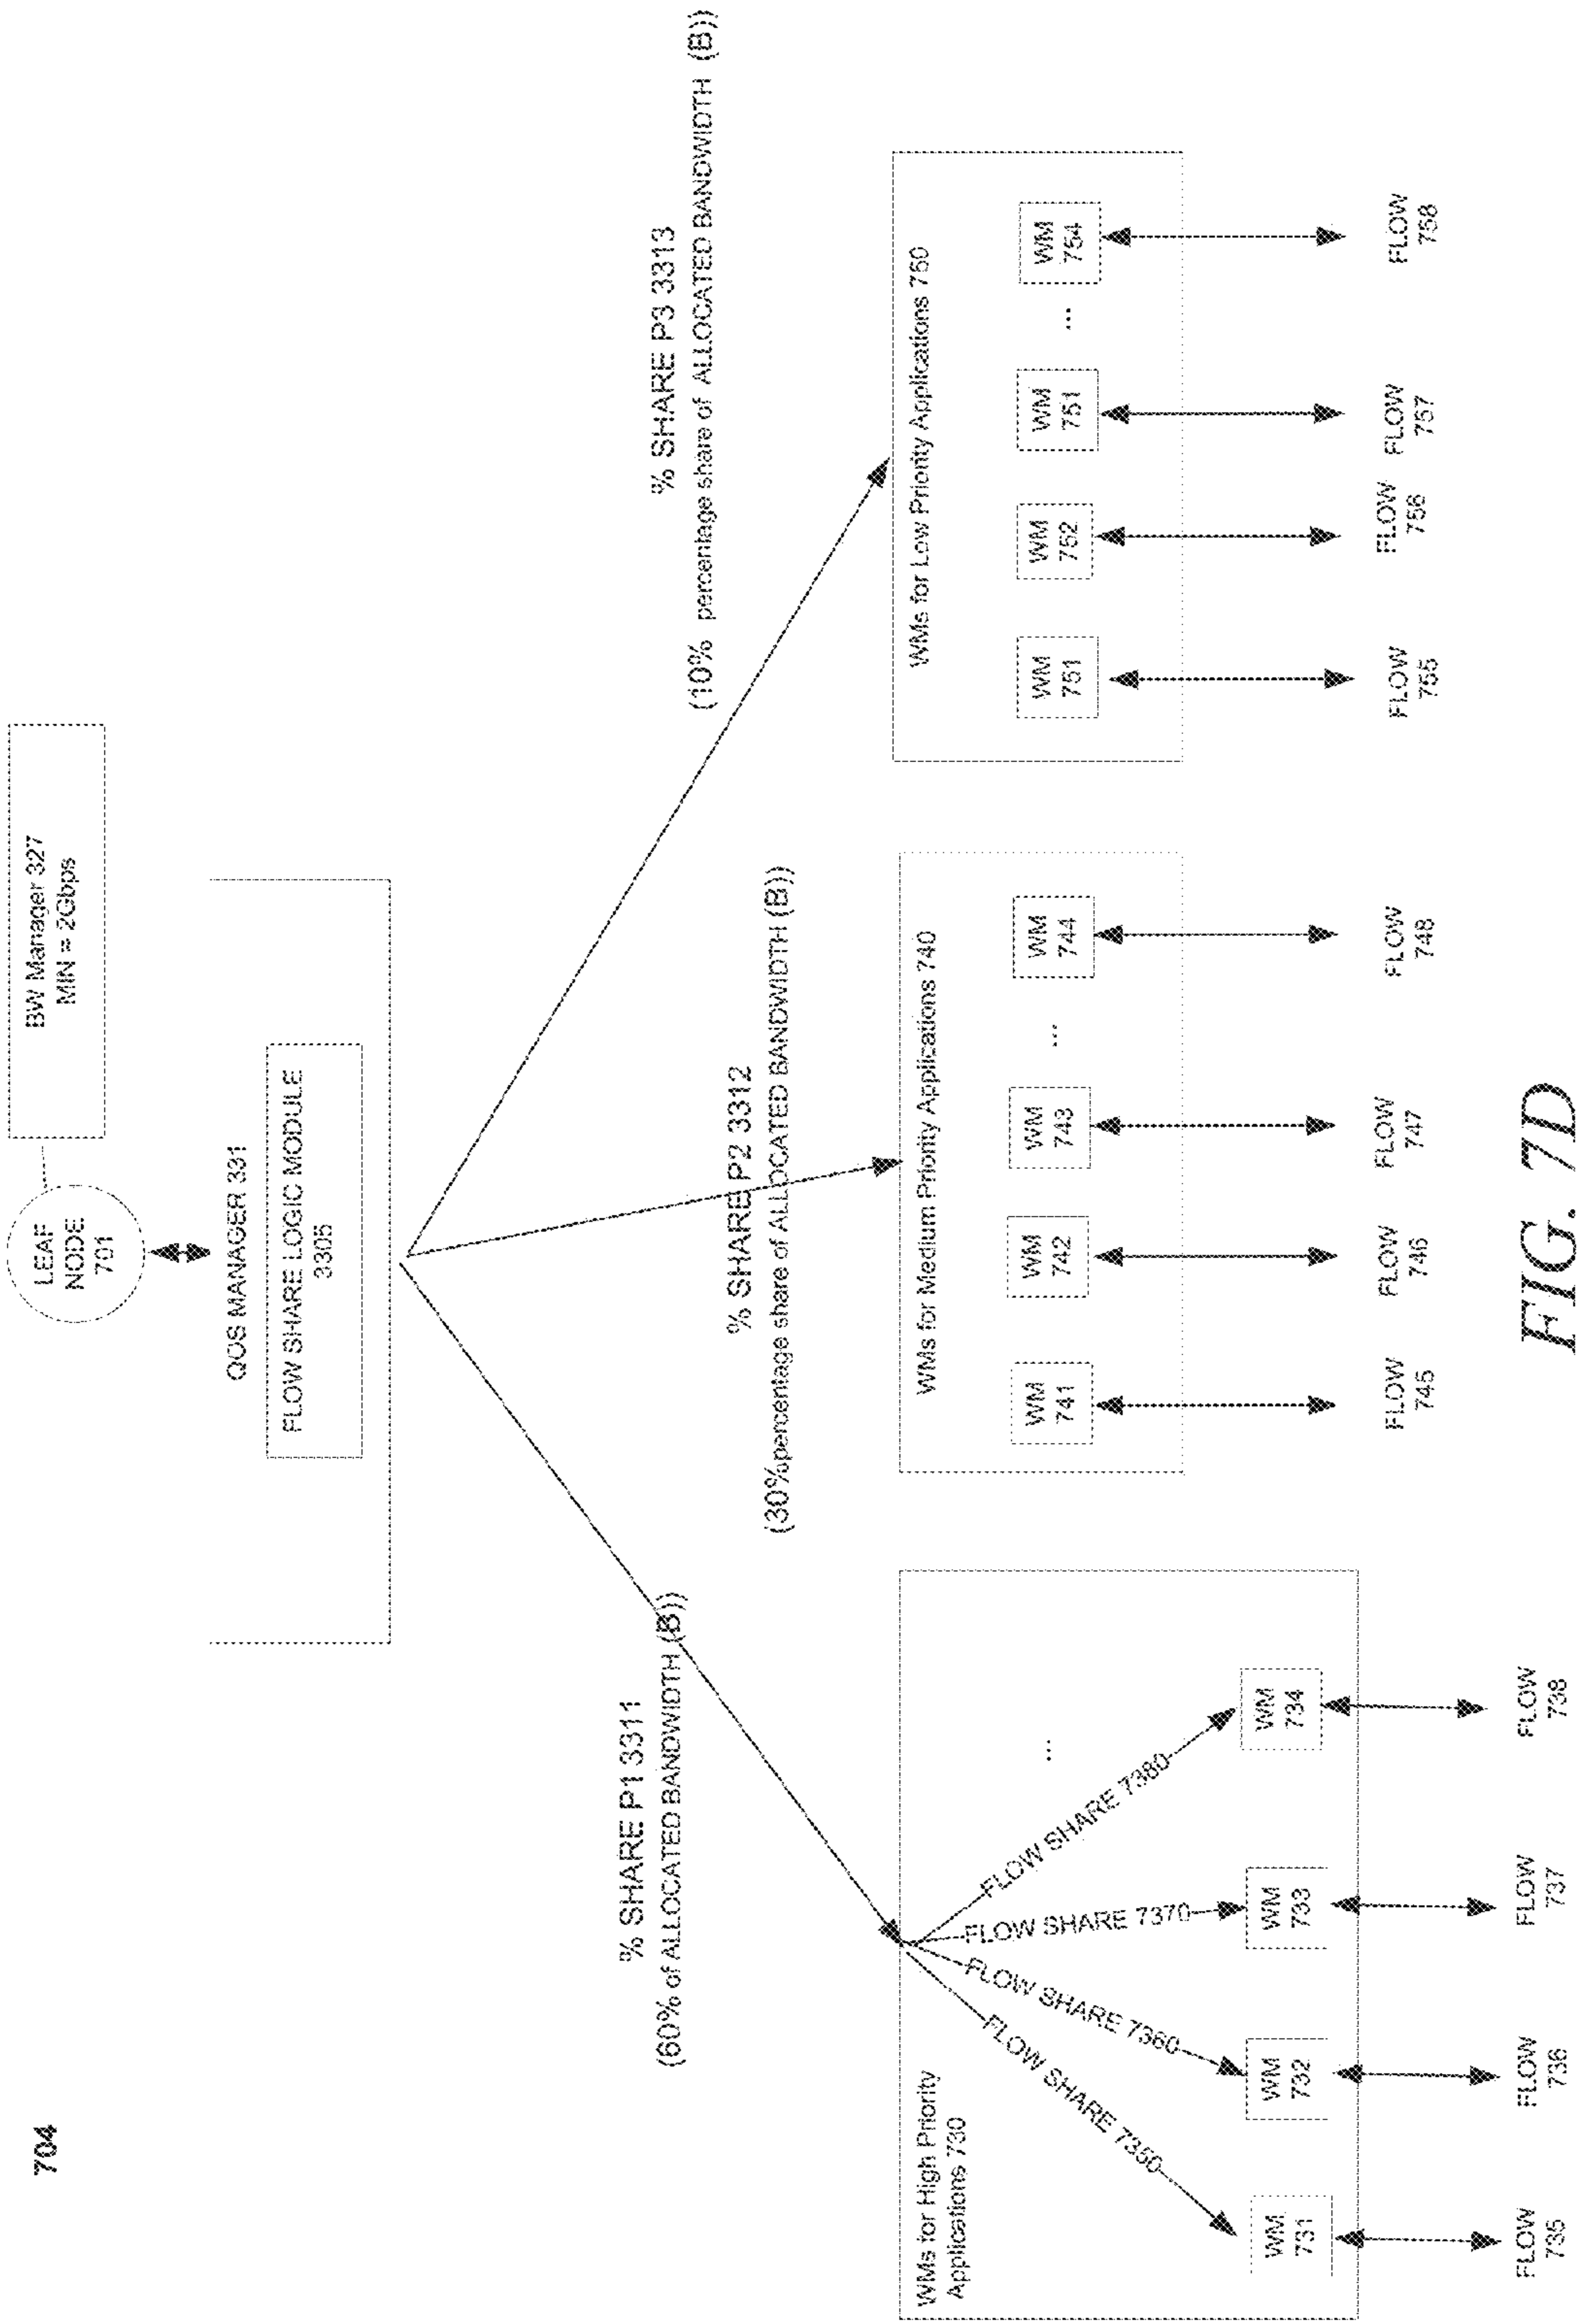 704
LEAF
NODE
701
BW Manager 327
MIN = 2Gbps
QOS MANAGER 331
FLOW SHARE LOGIC MODULE
3305
% SHARE P1 3311
(60% of ALLOCATED BANDWIDTH (B))
% SHARE P2 3312
(30%percentage share of ALLOCATED BANDWIDTH (B))
% SHARE P3 3313
(10% percentage share of ALLOCATED BANDWIDTH (B))
WMs for High Priority
Applications 730
FLOW SHARE 7350
FLOW SHARE 7360
FLOW SHARE 7370
FLOW SHARE 7380
...
WM
731
WM
732
WM
733
WM
734
FLOW
735
FLOW
736
FLOW
737
FLOW
738
WMs for Medium Priority Applications 740
WM
741
WM
742
WM
743
...
WM
744
FLOW
745
FLOW
746
FLOW
747
FLOW
748
WMs for Low Priority Applications 750
WM
751
WM
752
WM
751
...
WM
754
FLOW
755
FLOW
756
FLOW
757
FLOW
758
FIG. 7D